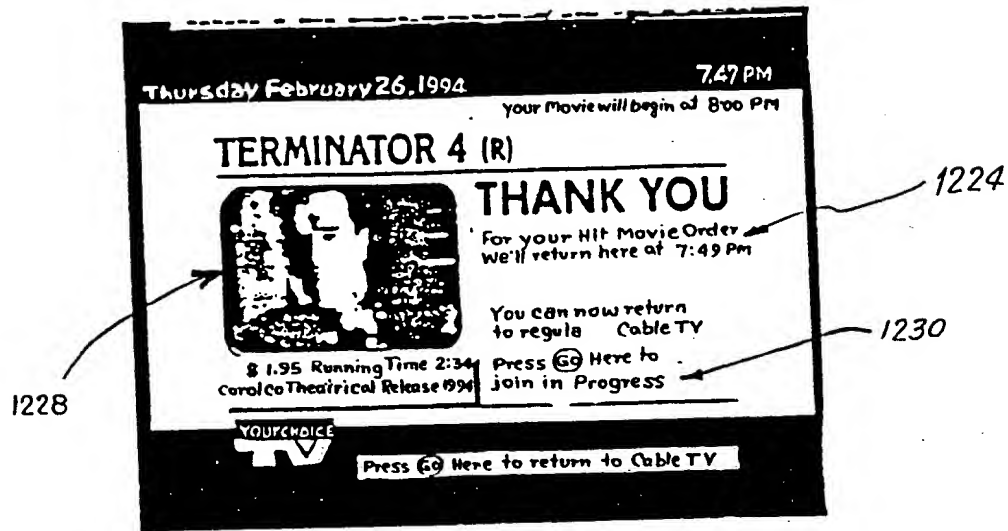 Thursday February 26, 1994
7,47 PM
your Movie will begin at 8:00 PM
TERMINATOR 4 (R)
THANK YOU
1224
For your Hit Movie Order
We'll return here at 7:49 PM
You can now return
to regula Cable TV
1230
Press GO Here to
join in Progress
$ 1.95 Running Time 2:34
Carolco Theatrical Release 1994
1228
YOUR CHOICE
TV
Press GO Here to return to Cable TV